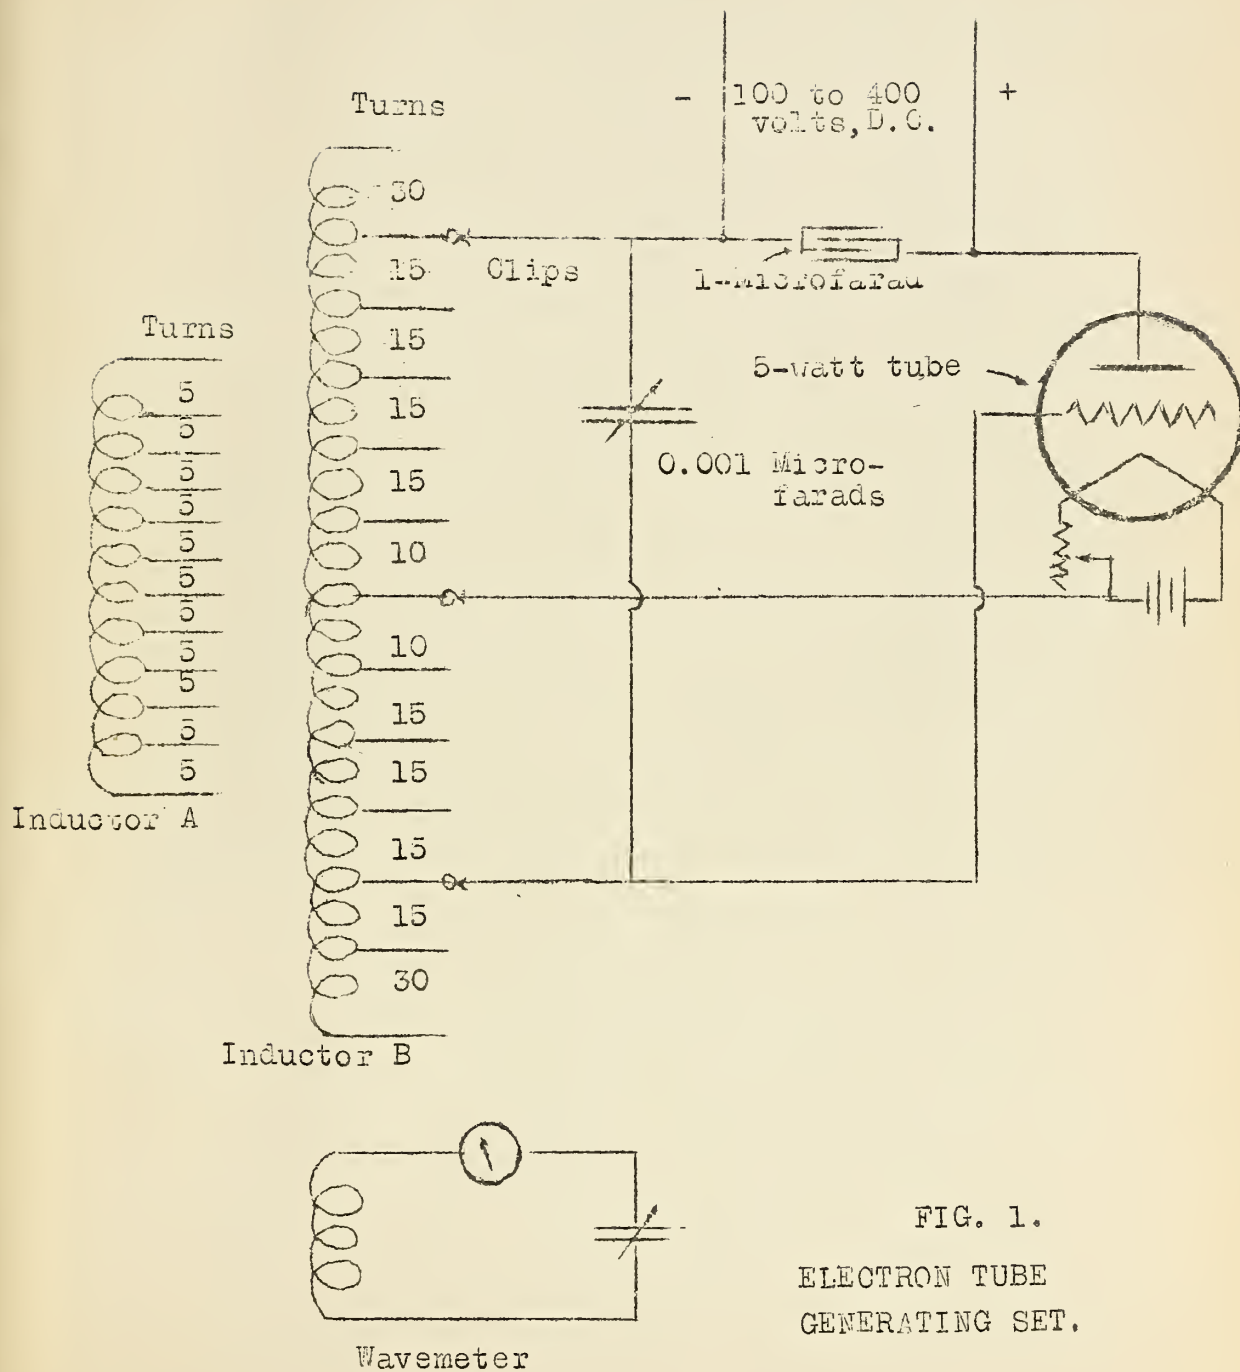 - 100 to 400 +
volts, D.C.
Turns
30
Clips
15
1-Microfarad
15
5-watt tube
15
0.001 Micro-
farads
15
10
10
15
15
15
15
30
Inductor B
Turns
5
5
5
5
5
5
5
5
5
5
5
Inductor A
Wavemeter
FIG. 1.
ELECTRON TUBE
GENERATING SET.